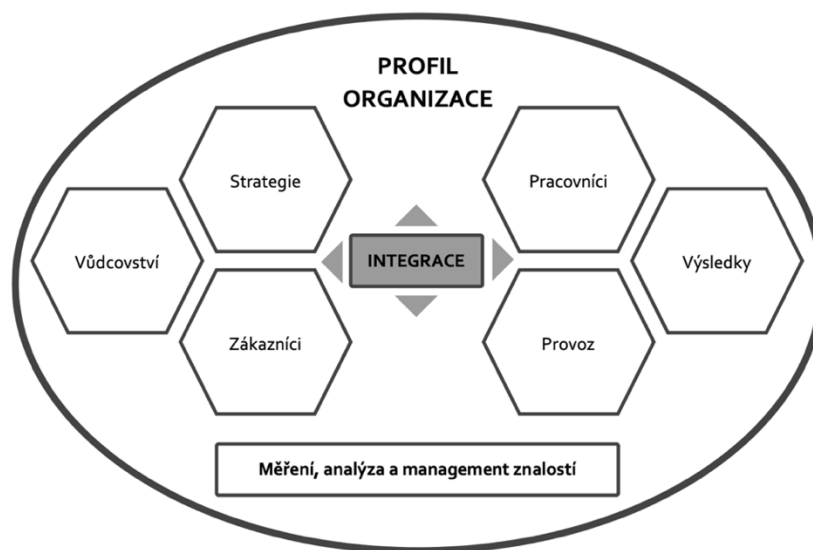 PROFIL
ORGANIZACE
Strategie
Pracovníci
Vůdcovství
INTEGRACE
Výsledky
Zákazníci
Provoz
Měření, analýza a management znalostí